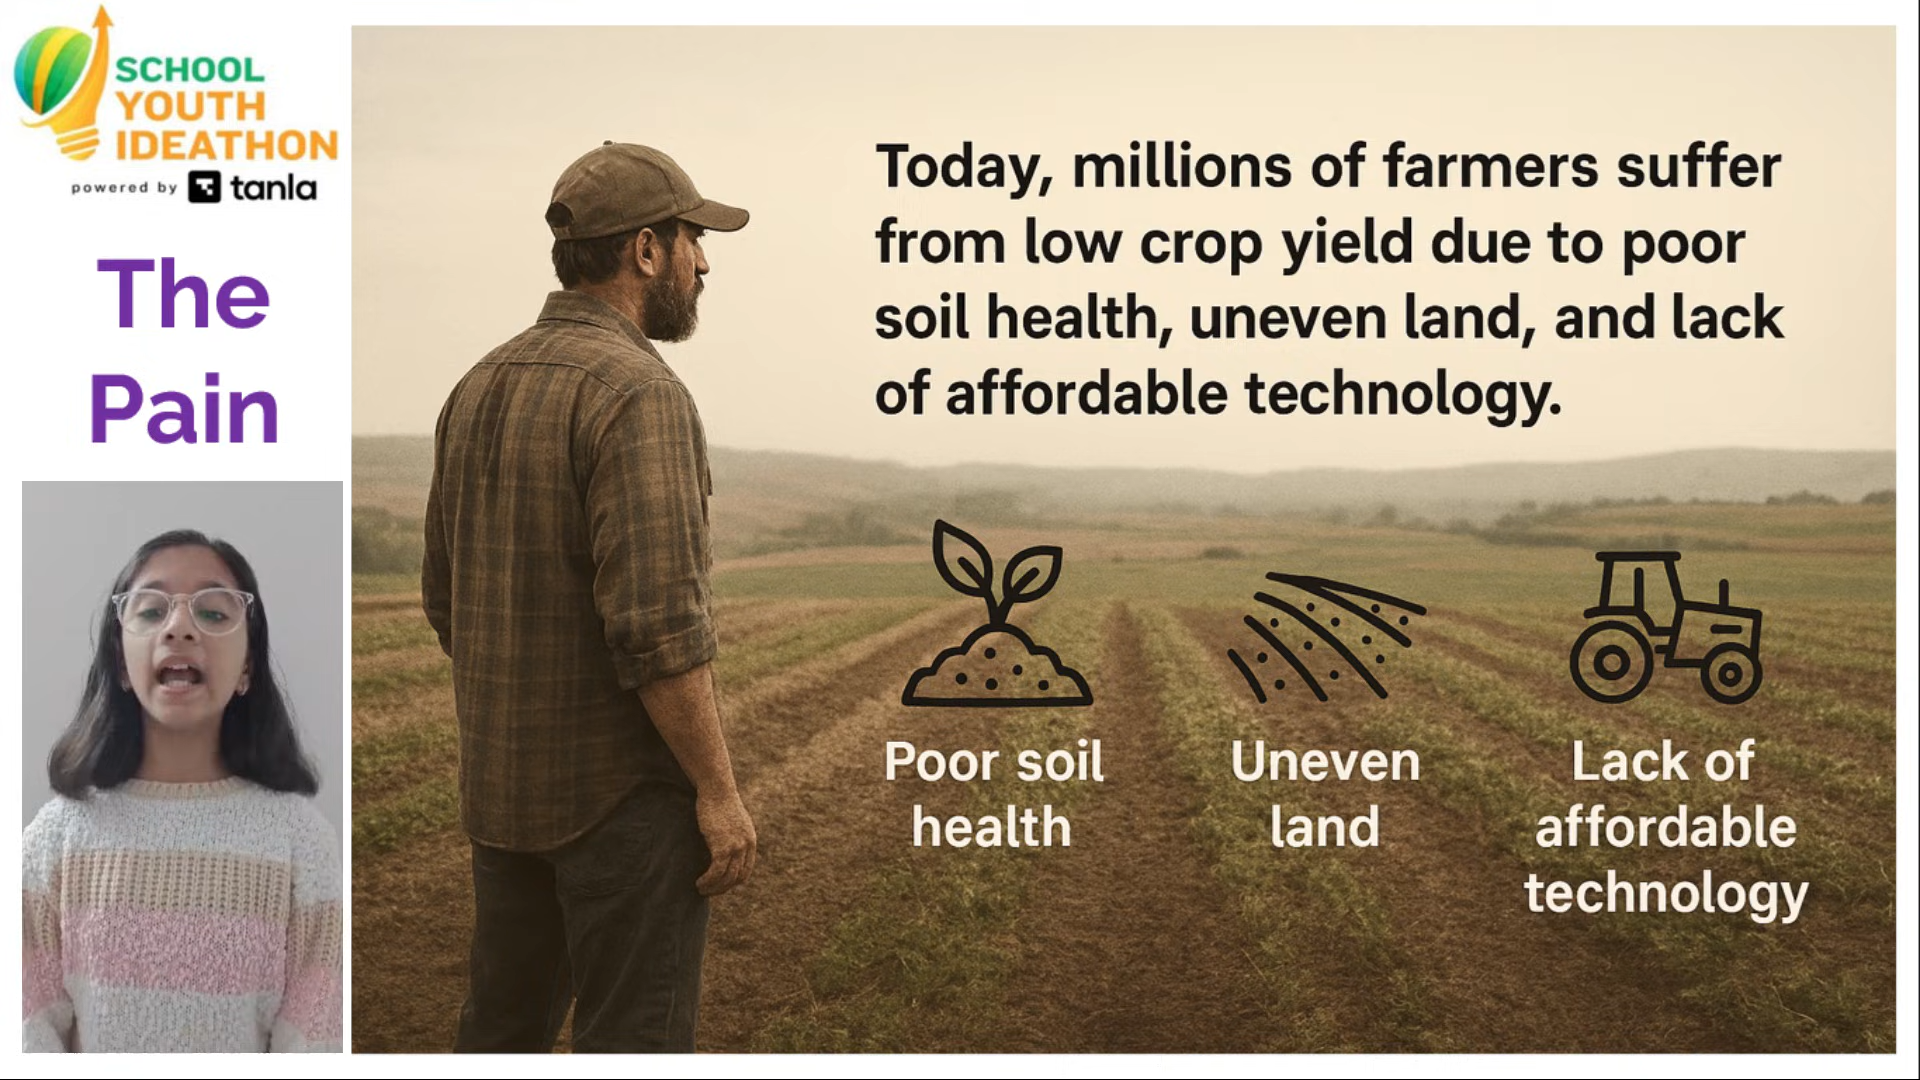 SCHOOL
YOUTH
IDEATHON
powered by tanla
The
Pain
Today, millions of farmers suffer
from low crop yield due to poor
soil health, uneven land, and lack
of affordable technology.
Poor soil
health
Uneven
land
Lack of
affordable
technology